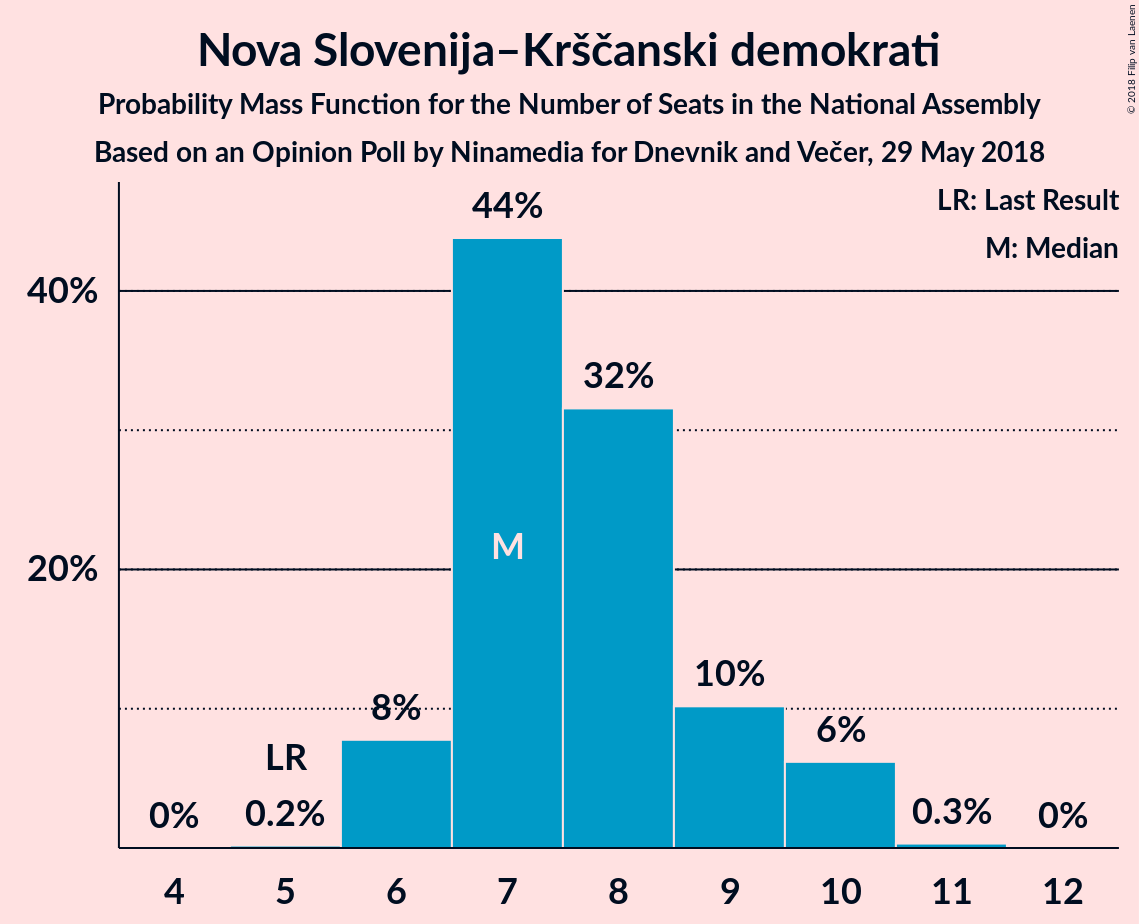 Nova Slovenija–Krščanski demokrati
Probability Mass Function for the Number of Seats in the National Assembly
Based on an Opinion Poll by Ninamedia for Dnevnik and Večer, 29 May 2018
© 2018 Filip van Laenen
LR: Last Result
M: Median
44%
40%
32%
M
20%
10%
8%
6%
LR
0%
0.2%
0.3%
0%
4 5 6 7 8 9 10 11 12